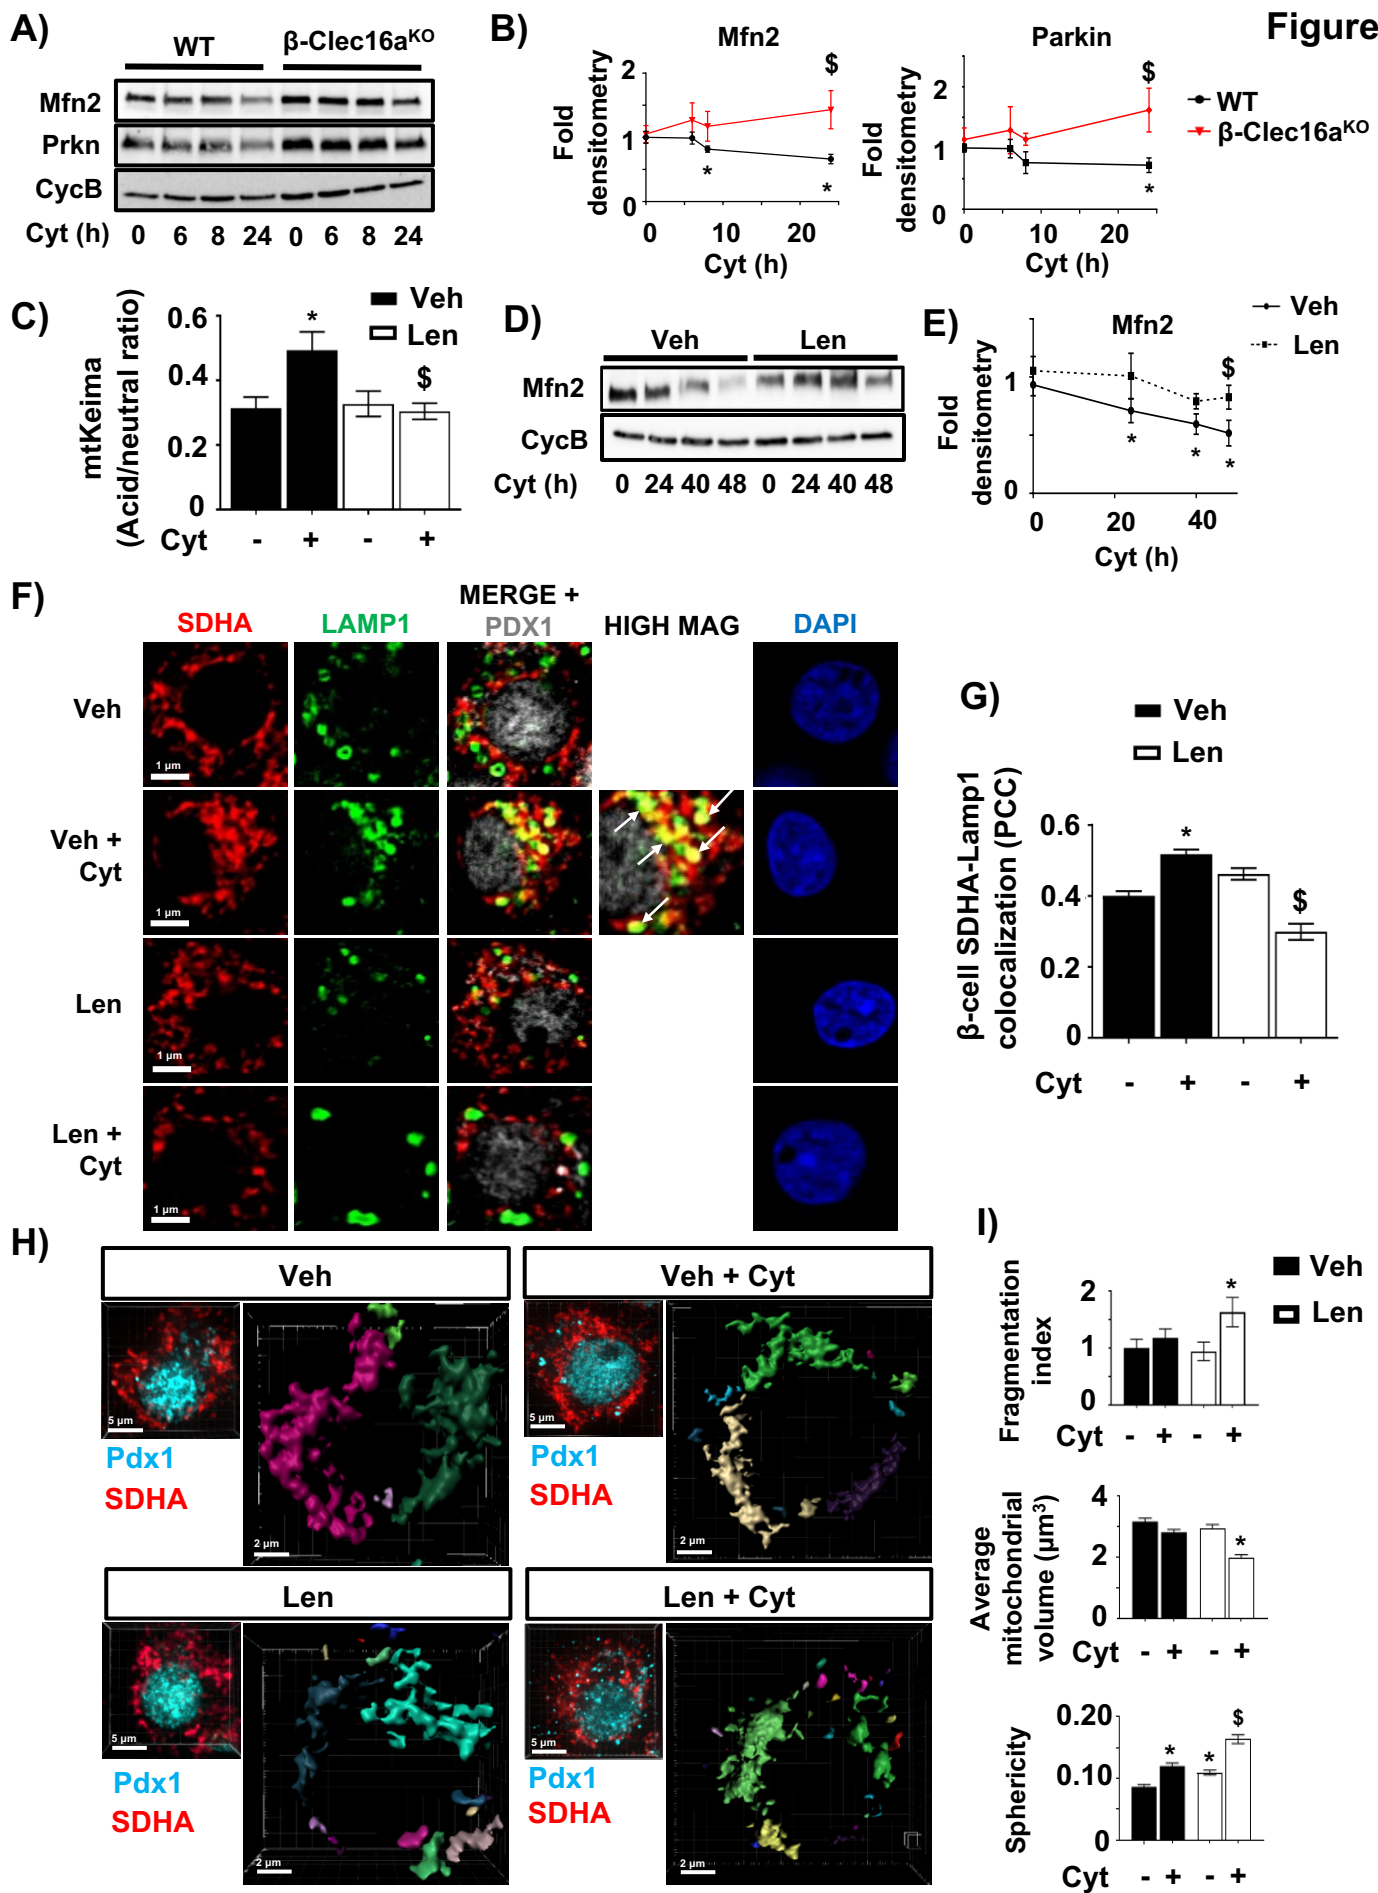 Figure
A)
WT
β-Clec16aKO
Mfn2
Prkn
CycB
Cyt (h) 0 6 8 24 0 6 8 24
B)
Mfn2
Fold densitometry
2
1
0
$
*
*
0 10 20
Cyt (h)
Parkin
Fold densitometry
2
1
0
$
*
0 10 20
Cyt (h)
WT
β-Clec16aKO
C)
Veh
Len
mtKeima
(Acid/neutral ratio)
0.6
0.4
0.2
0
*
$
Cyt - + - +
D)
Veh Len
Mfn2
CycB
Cyt (h) 0 24 40 48 0 24 40 48
E)
Mfn2
Veh
Len
Fold densitometry
1
0
$
*
*
*
0 20 40
Cyt (h)
F)
SDHA LAMP1 MERGE + PDX1 HIGH MAG DAPI
Veh
1 µm
Veh + Cyt
1 µm
Len
1 µm
Len + Cyt
1 µm
G)
Veh
Len
β-cell SDHA-Lamp1
colocalization (PCC)
0.6
0.4
0.2
0
*
$
Cyt - + - +
H)
Veh
5 µm
Pdx1
SDHA
2 µm
Veh + Cyt
5 µm
Pdx1
SDHA
2 µm
Len
5 µm
Pdx1
SDHA
2 µm
Len + Cyt
5 µm
Pdx1
SDHA
2 µm
I)
Veh
Len
Fragmentation
index
2
1
0
*
Cyt - + - +
Average
mitochondrial
volume (µm3)
4
2
0
*
Cyt - + - +
Sphericity
0.20
0.10
0
*
*
$
Cyt - + - +